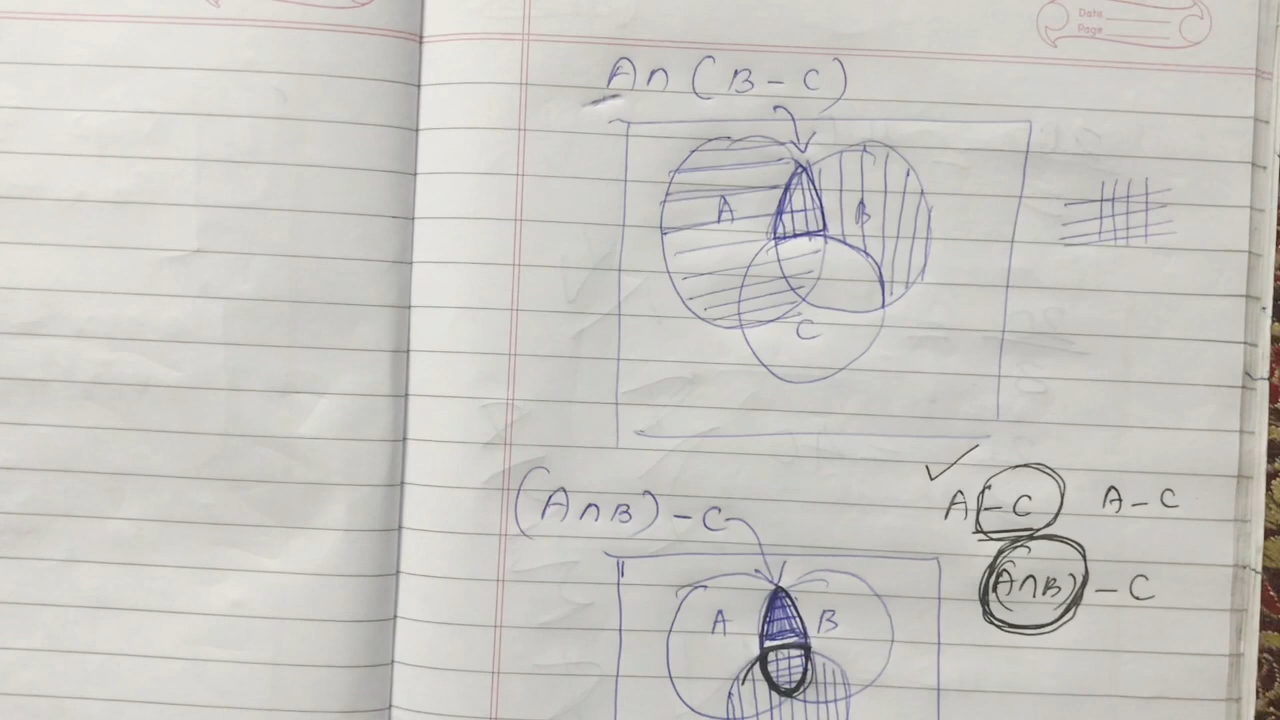 Date
Page
A∩(B-C)
A B
C
(A∩B)-C
A-C A-C
(A∩B)-C
A B